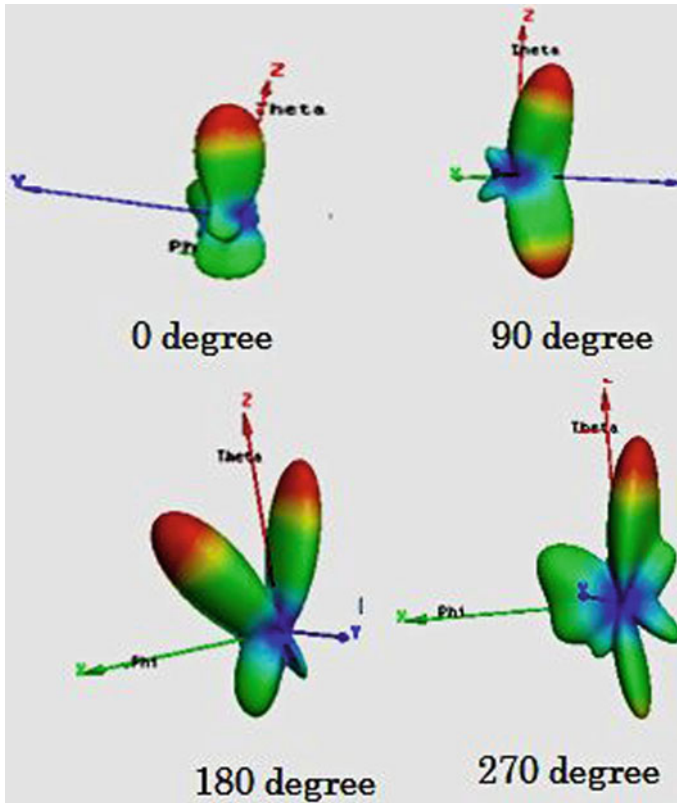 Z
Theta
Y
Phi
0 degree
Z
Theta
X
90 degree
Z
Theta
X
Phi
Y
180 degree
Theta
X
Phi
Y
270 degree